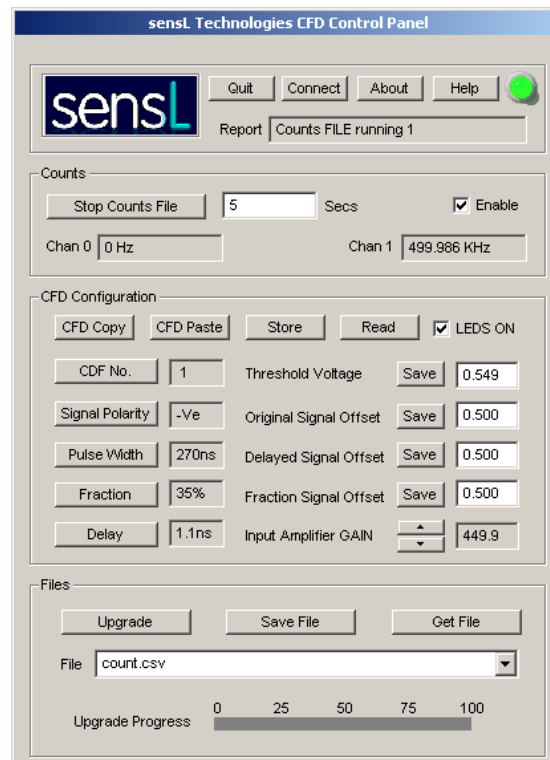 sensL Technologies CFD Control Panel
sensL
Quit Connect About Help
Report Counts FILE running 1
Counts
Stop Counts File 5 Secs Enable
Chan 0 0 Hz Chan 1 499.986 KHz
CFD Configuration
CFD Copy CFD Paste Store Read LEDS ON
CDF No. 1 Threshold Voltage Save 0.549
Signal Polarity -Ve Original Signal Offset Save 0.500
Pulse Width 270ns Delayed Signal Offset Save 0.500
Fraction 35% Fraction Signal Offset Save 0.500
Delay 1.1ns Input Amplifier GAIN 449.9
Files
Upgrade Save File Get File
File count.csv
0 25 50 75 100
Upgrade Progress